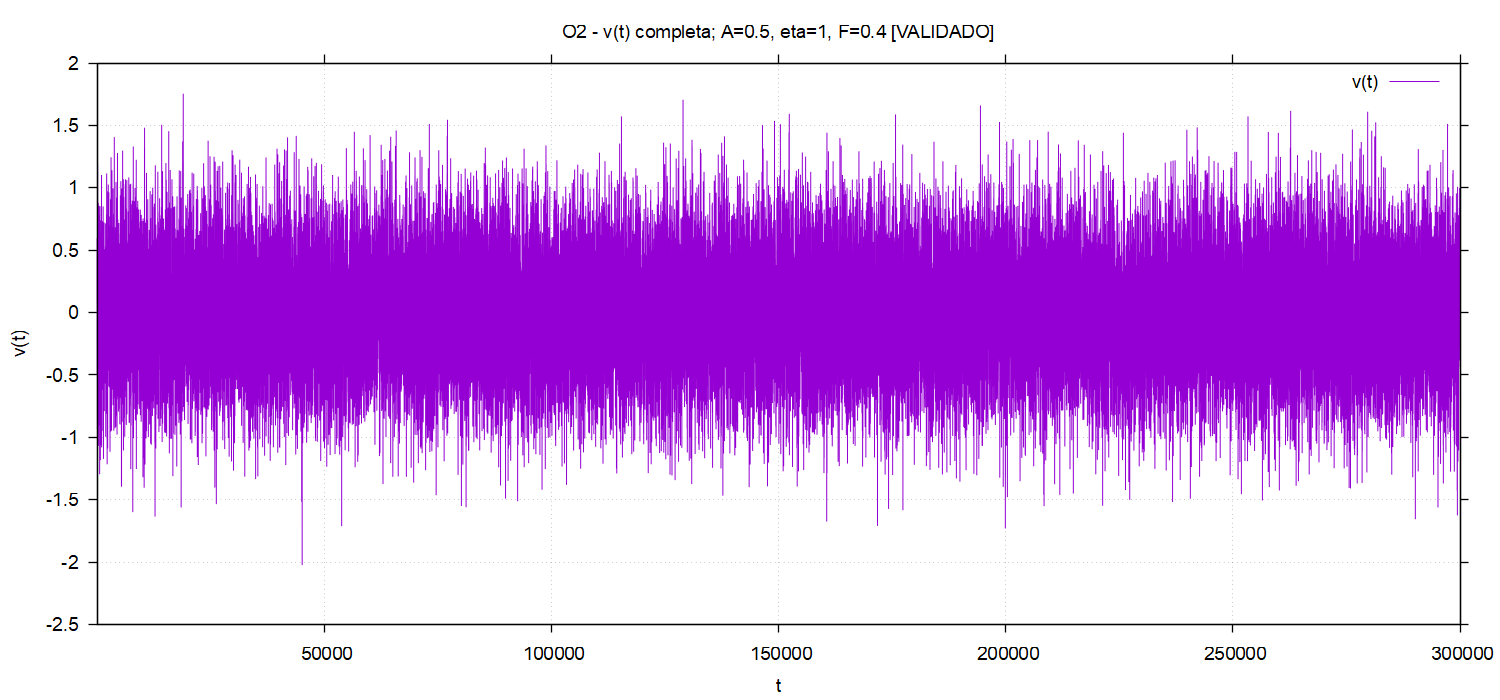 O2 - v(t) completa; A=0.5, eta=1, F=0.4 [VALIDADO]
v(t)
2
1.5
1
0.5
0
-0.5
-1
-1.5
-2
-2.5
v(t)
50000 100000 150000 200000 250000 300000
t